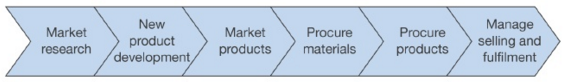 Market
research
New
product
development
Market
products
Procure
materials
Procure
products
Manage
selling and
fulfilment